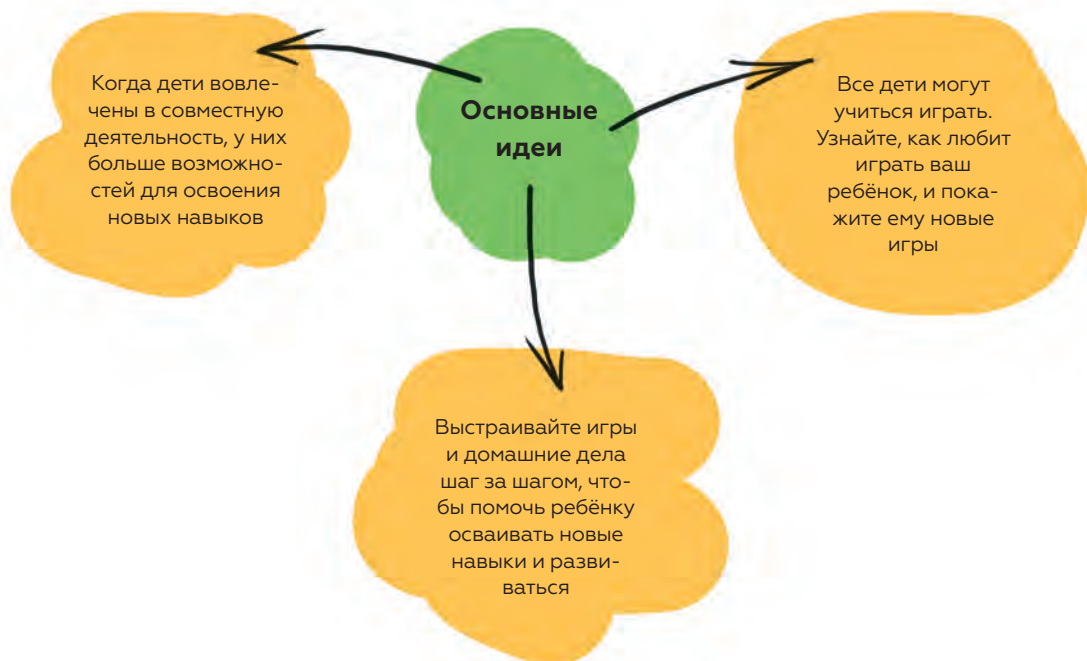 Основные
идеи
Когда дети вовле-
чены в совместную
деятельность, у них
больше возможно-
стей для освоения
новых навыков
Все дети могут
учиться играть.
Узнайте, как любит
играть ваш
ребёнок, и пока-
жите ему новые
игры
Выстраивайте игры
и домашние дела
шаг за шагом, что-
бы помочь ребёнку
осваивать новые
навыки и разви-
ваться